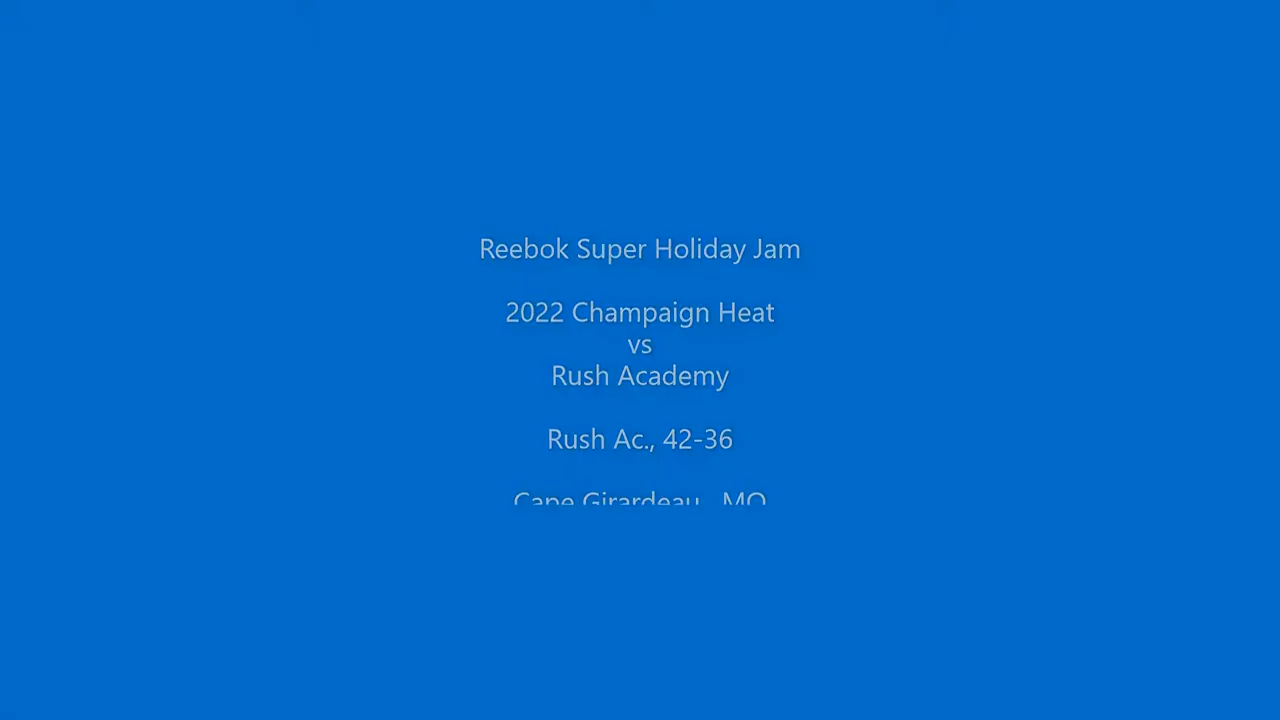 Reebok Super Holiday Jam
2022 Champaign Heat
vs
Rush Academy
Rush Ac., 42-36
Cape Girardeau, MO